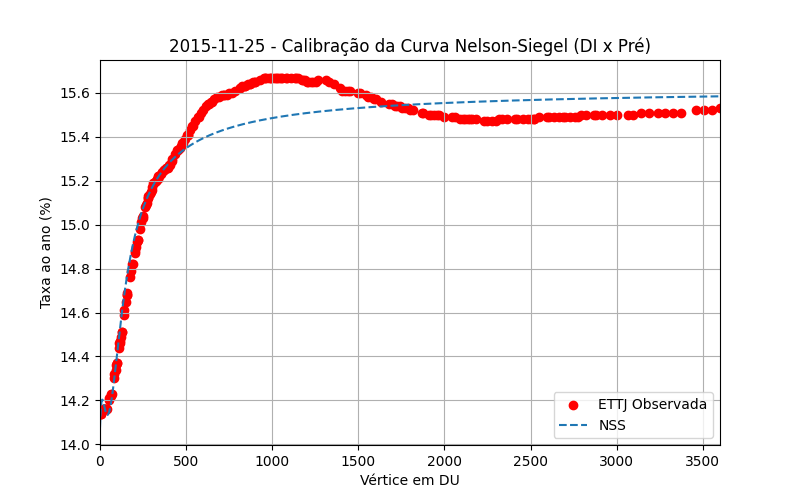 2015-11-25 - Calibração da Curva Nelson-Siegel (DI x Pré)
Taxa ao ano (%)
15.6
15.4
15.2
15.0
14.8
14.6
14.4
14.2
14.0
0 500 1000 1500 2000 2500 3000 3500
Vértice em DU
ETTJ Observada
NSS